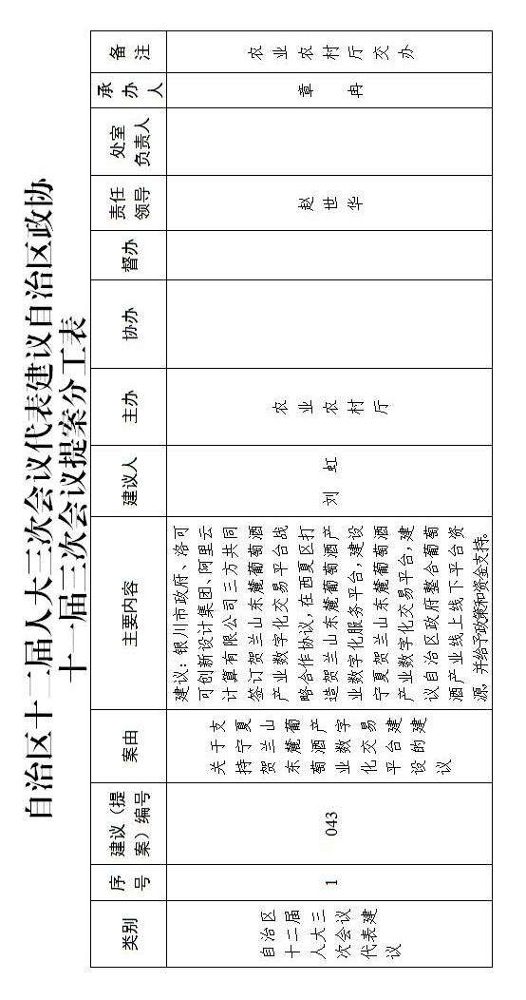 自治区十二届人大三次会议代表建议自治区政协
十一届三次会议提案分工表
类别
序
号
建议（提
案）编号
案由
主要内容
建议人
主办
协办
督办
责任
领导
处室
负责人
承
办
人
备
注
自治区
十二届
人大三
次会议
代表建
议
1
043
关于支
持宁夏
贺兰山
东麓葡
萄酒产
业数字
化交易
平台建
设的建
议
建议：银川市政府、洛可
可创新设计集团、阿里云
计算有限公司三方共同
签订贺兰山东麓葡萄酒
产业数字化交易平台战
略合作协议，在西夏区打
造贺兰山东麓葡萄酒产
业数字化服务平台，建设
宁夏贺兰山东麓葡萄酒
产业数字化交易平台，建
议自治区政府整合葡萄
酒产业线上线下平台资
源，并给予政策和资金支持。
刘 虹
农业农村厅
赵世华
章 冉
农业农村厅交办